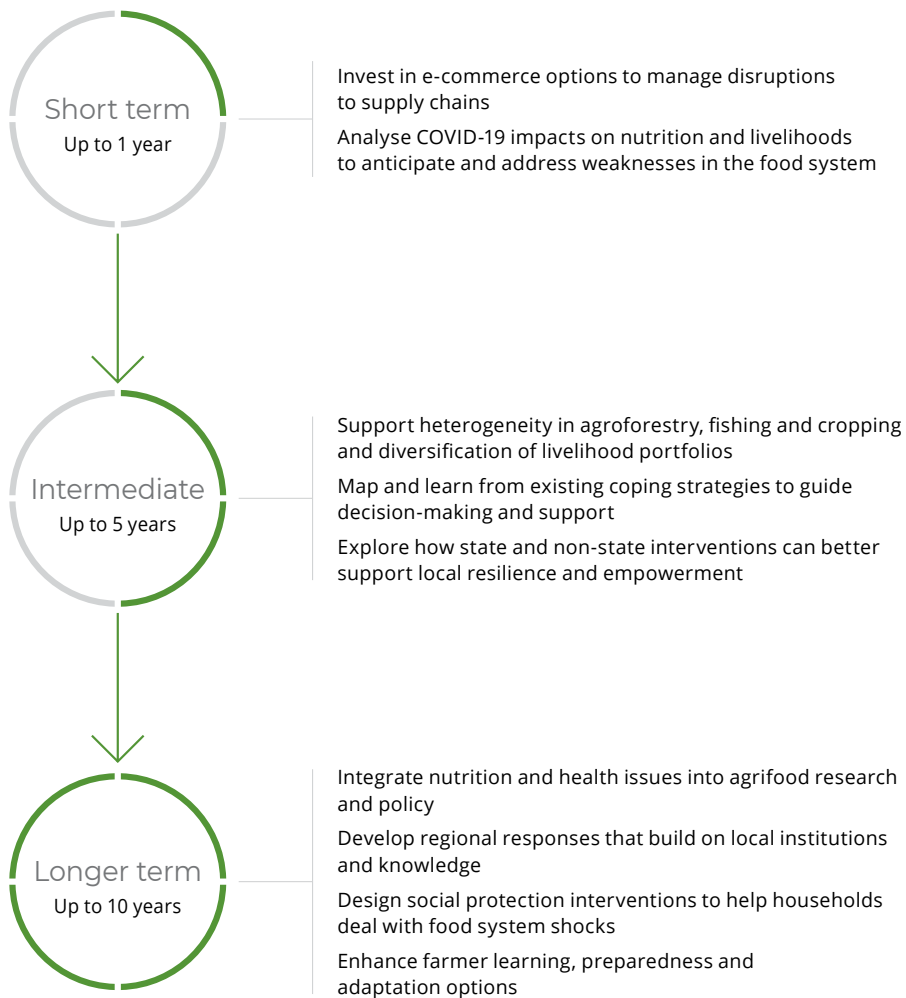 Short term
Up to 1 year
Invest in e-commerce options to manage disruptions
to supply chains
Analyse COVID-19 impacts on nutrition and livelihoods
to anticipate and address weaknesses in the food system
Intermediate
Up to 5 years
Support heterogeneity in agroforestry, fishing and cropping
and diversification of livelihood portfolios
Map and learn from existing coping strategies to guide
decision-making and support
Explore how state and non-state interventions can better
support local resilience and empowerment
Longer term
Up to 10 years
Integrate nutrition and health issues into agrifood research
and policy
Develop regional responses that build on local institutions
and knowledge
Design social protection interventions to help households
deal with food system shocks
Enhance farmer learning, preparedness and
adaptation options